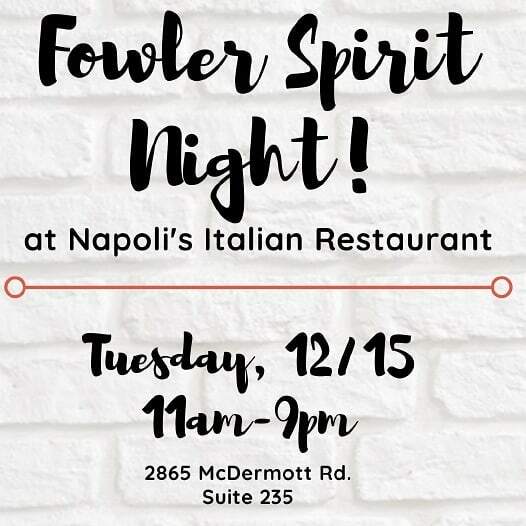 Fowler Spirit
Night!
at Napoli's Italian Restaurant
Tuesday, 12/15
11am-9pm
2865 McDermott Rd.
Suite 235